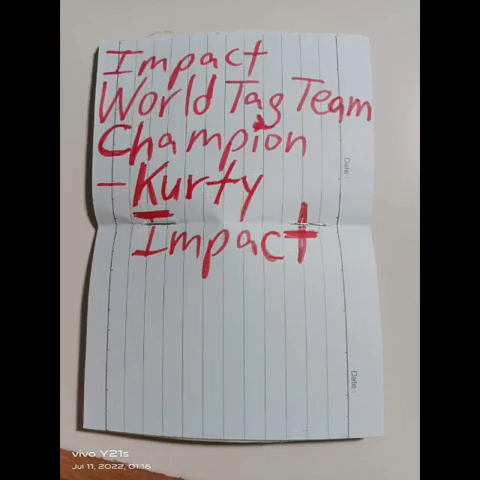 Impact
World Tag Team
Champion
- Kurty
Impact
Date :
Date :
vivo Y21s
Jul 11, 2022, 01:16